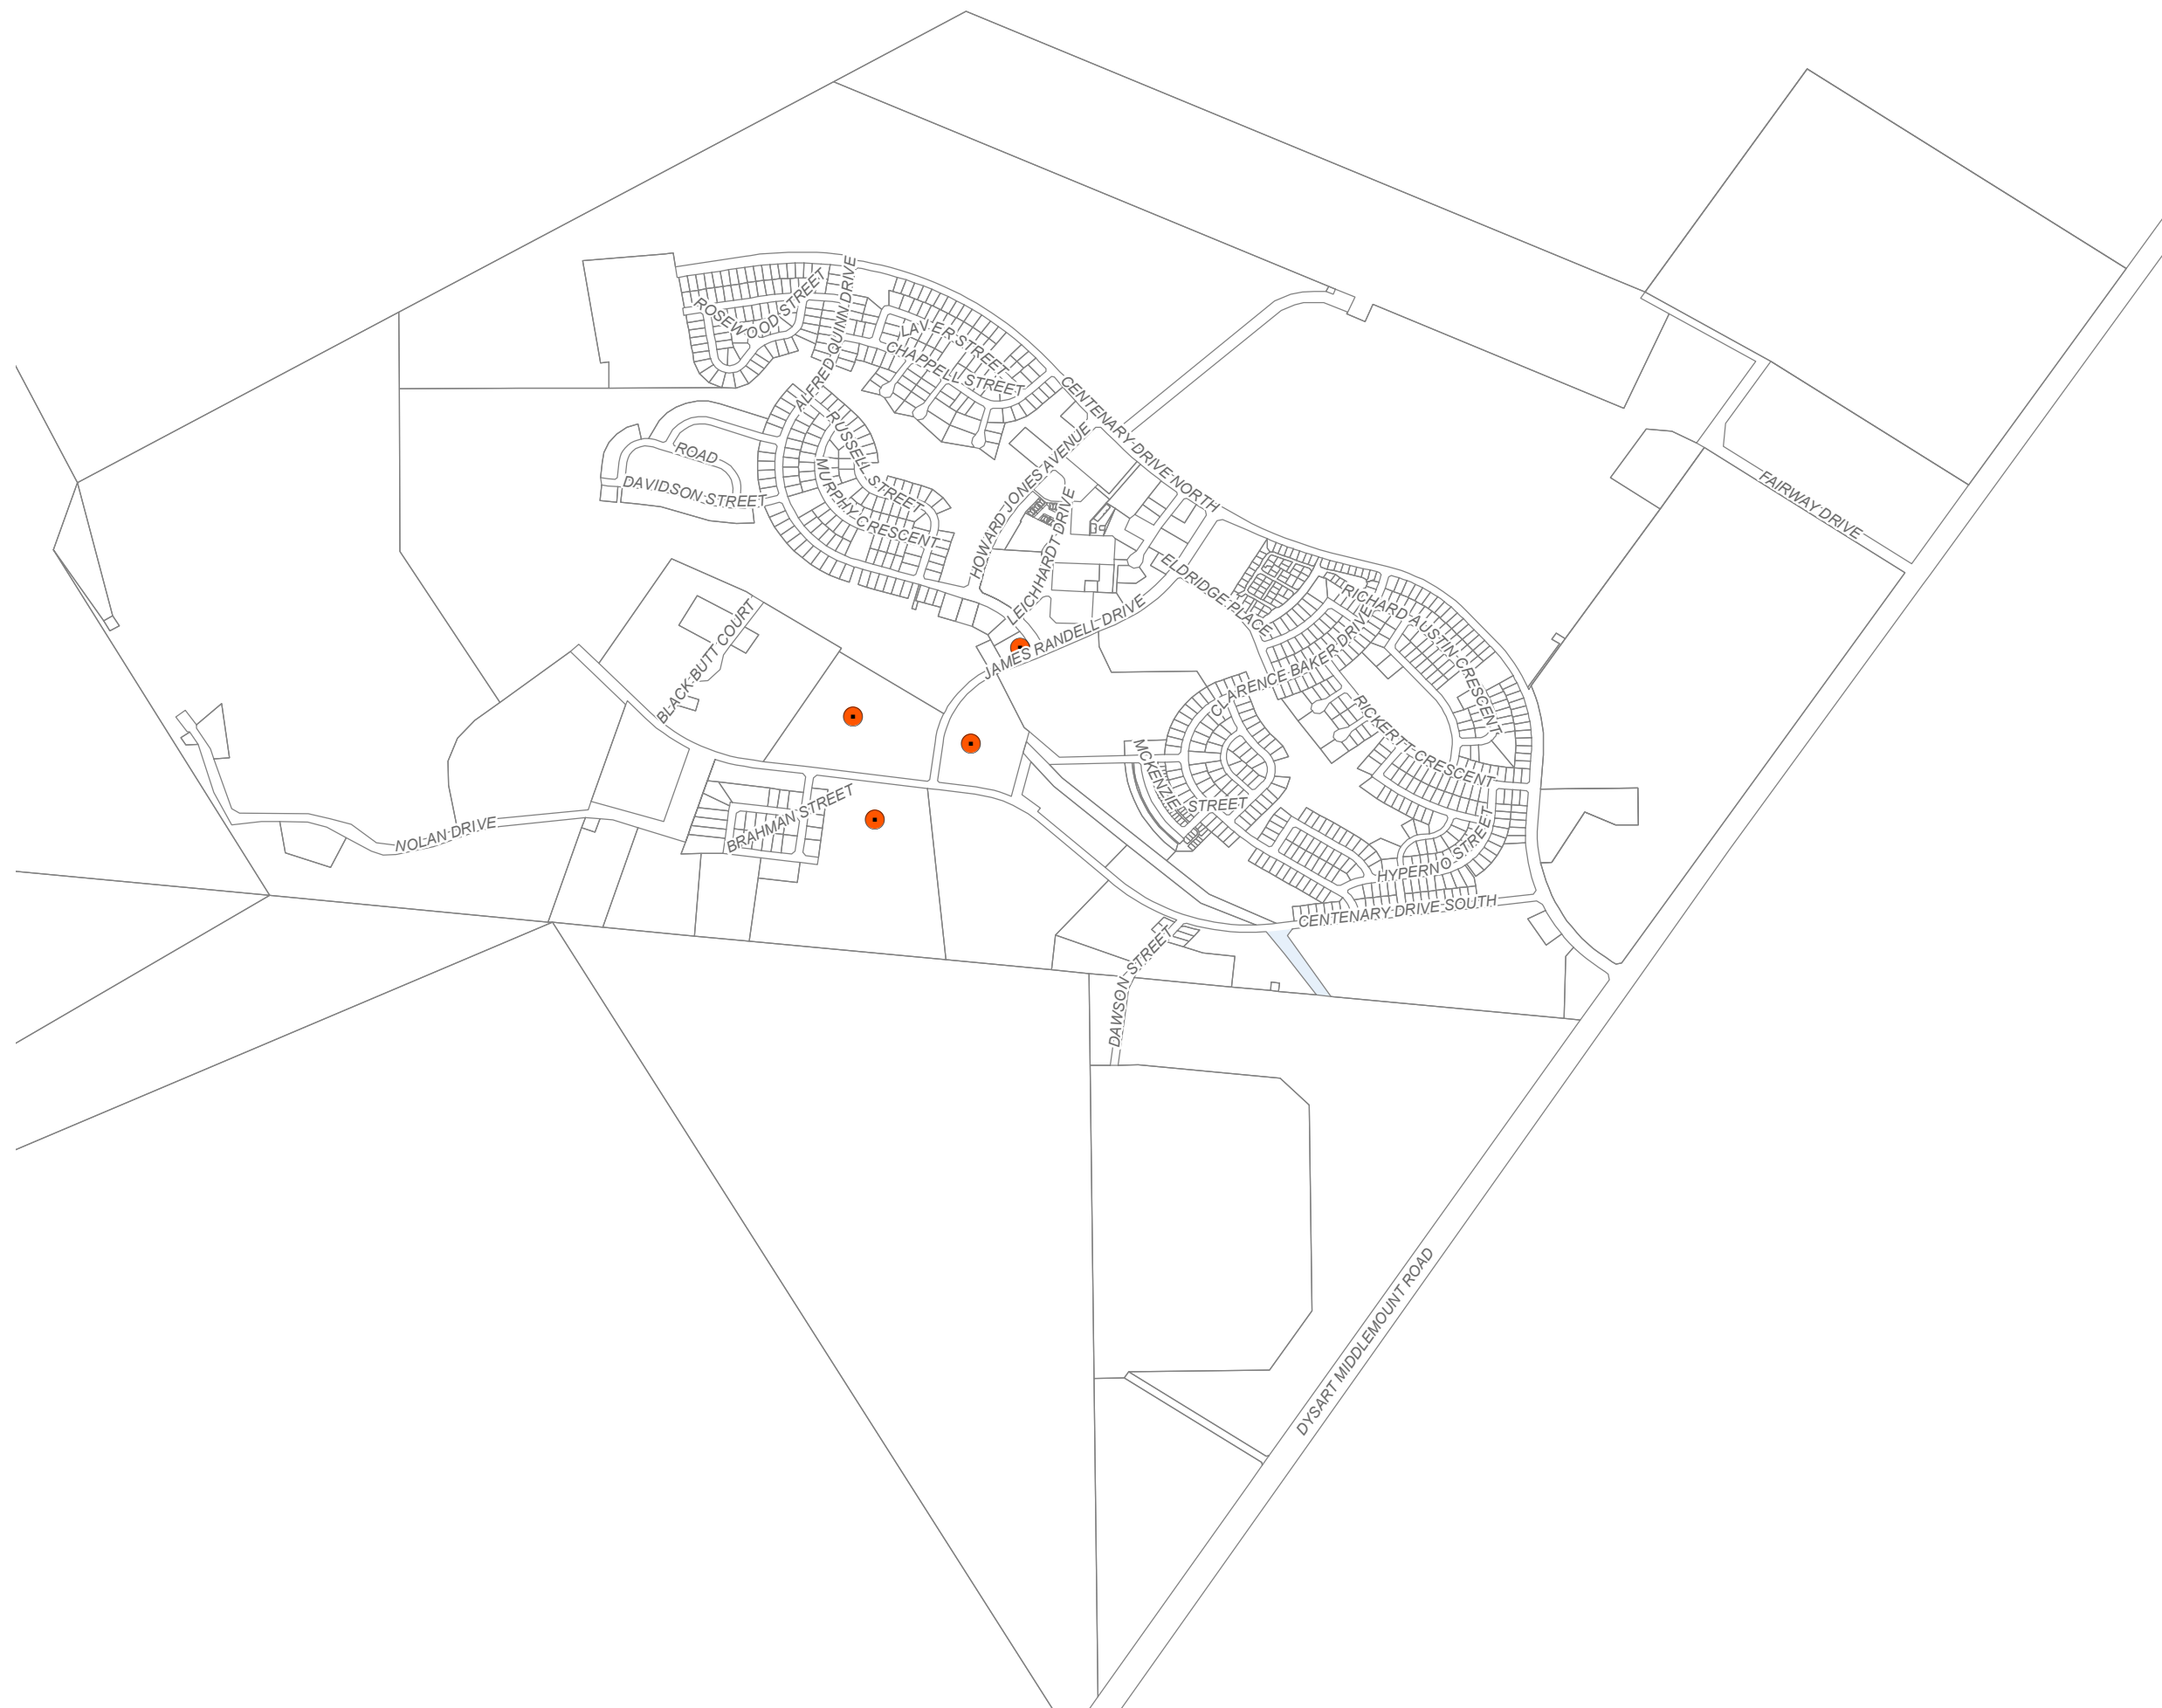 ROSEWOOD STREET
ALFRED QUINN DRIVE
LAVER STREET
CHAPPELL STREET
CENTENARY DRIVE NORTH
RUSSELL STREET
ROAD
DAVIDSON STREET
MURPHY CRESCENT
HOWARD JONES AVENUE
LEICHHARDT DRIVE
FAIRWAY DRIVE
ELDRIDGE PLACE
JAMES RANDELL DRIVE
RICHARD AUSTIN CRESCENT
CLARENCE BAKER DRIVE
BLACK BUTT COURT
RICKERTT CRESCENT
MCKENZIE
STREET
BRAHMAN STREET
NOLAN DRIVE
HYPERNO STREET
CENTENARY DRIVE SOUTH
DAWSON STREET
DYSART MIDDLEMOUNT ROAD